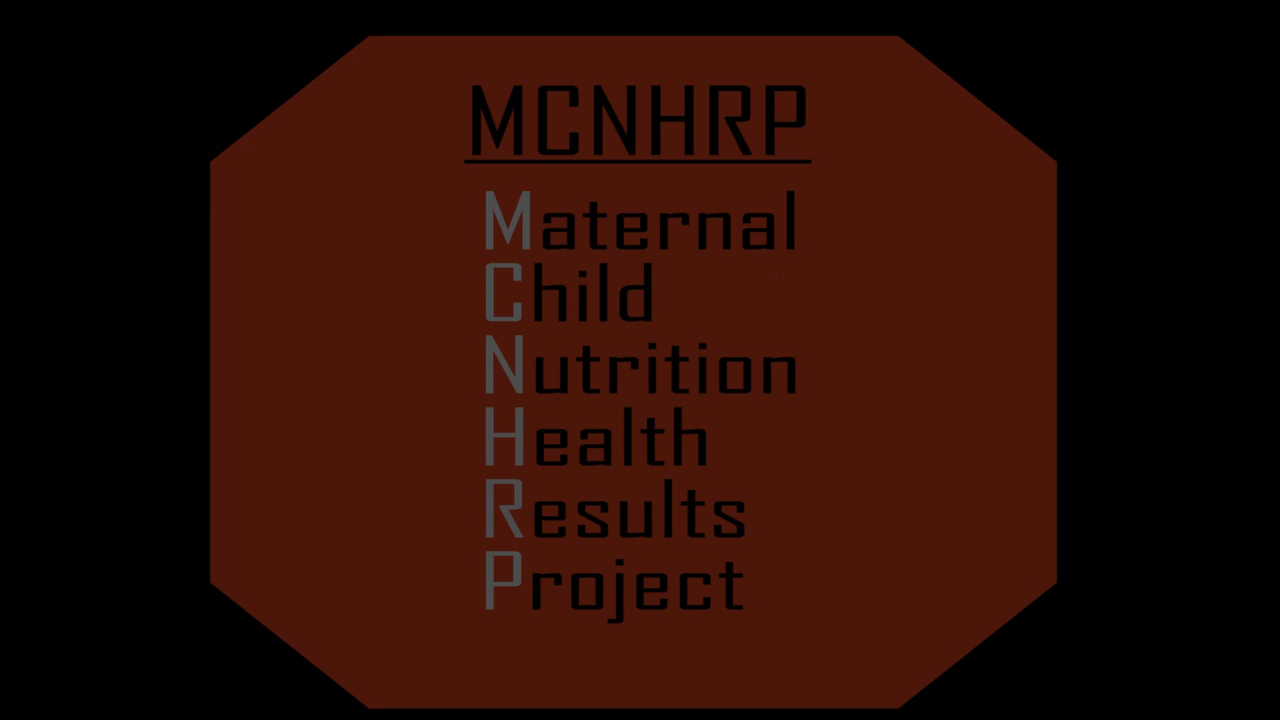 MCNHRP
Maternal
Child
Nutrition
Health
Results
Project